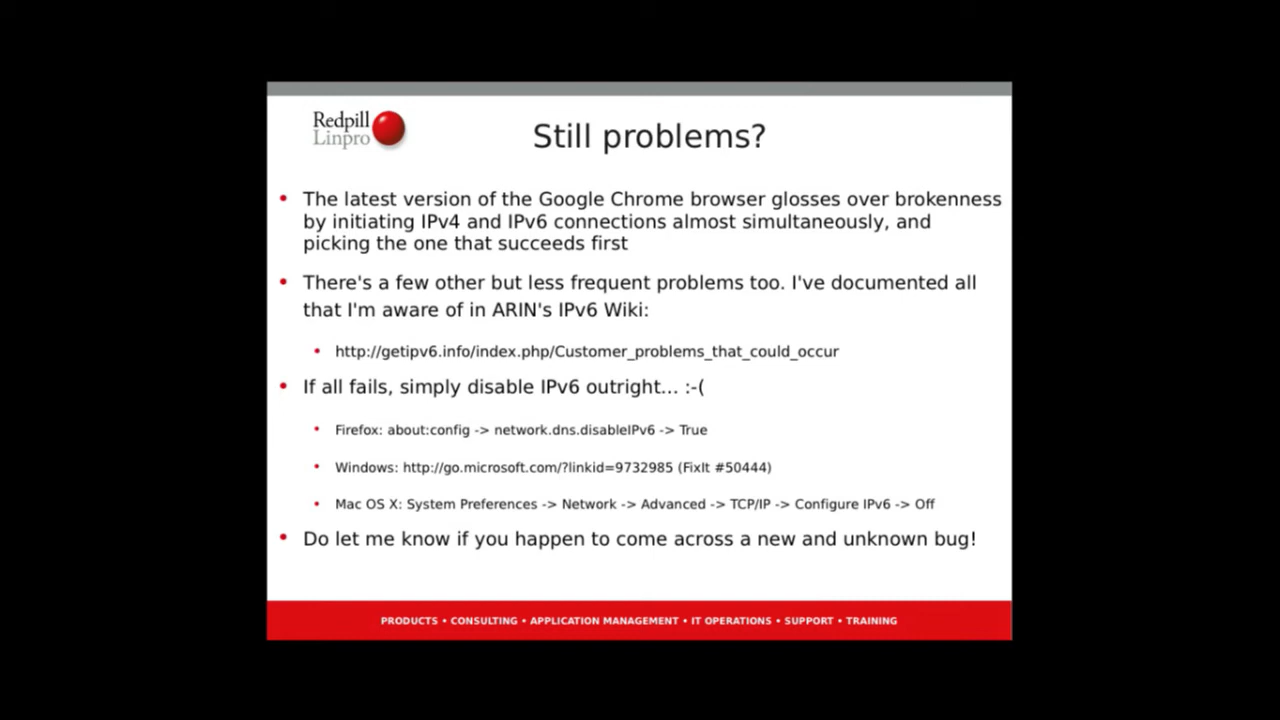 Redpill
Linpro
Still problems?
• The latest version of the Google Chrome browser glosses over brokenness
by initiating IPv4 and IPv6 connections almost simultaneously, and
picking the one that succeeds first
• There's a few other but less frequent problems too. I've documented all
that I'm aware of in ARIN's IPv6 Wiki:
• http://getipv6.info/index.php/Customer_problems_that_could_occur
• If all fails, simply disable IPv6 outright... :-(
• Firefox: about:config -> network.dns.disableIPv6 -> True
• Windows: http://go.microsoft.com/?linkid=9732985 (FixIt #50444)
• Mac OS X: System Preferences -> Network -> Advanced -> TCP/IP -> Configure IPv6 -> Off
• Do let me know if you happen to come across a new and unknown bug!
PRODUCTS • CONSULTING • APPLICATION MANAGEMENT • IT OPERATIONS • SUPPORT • TRAINING